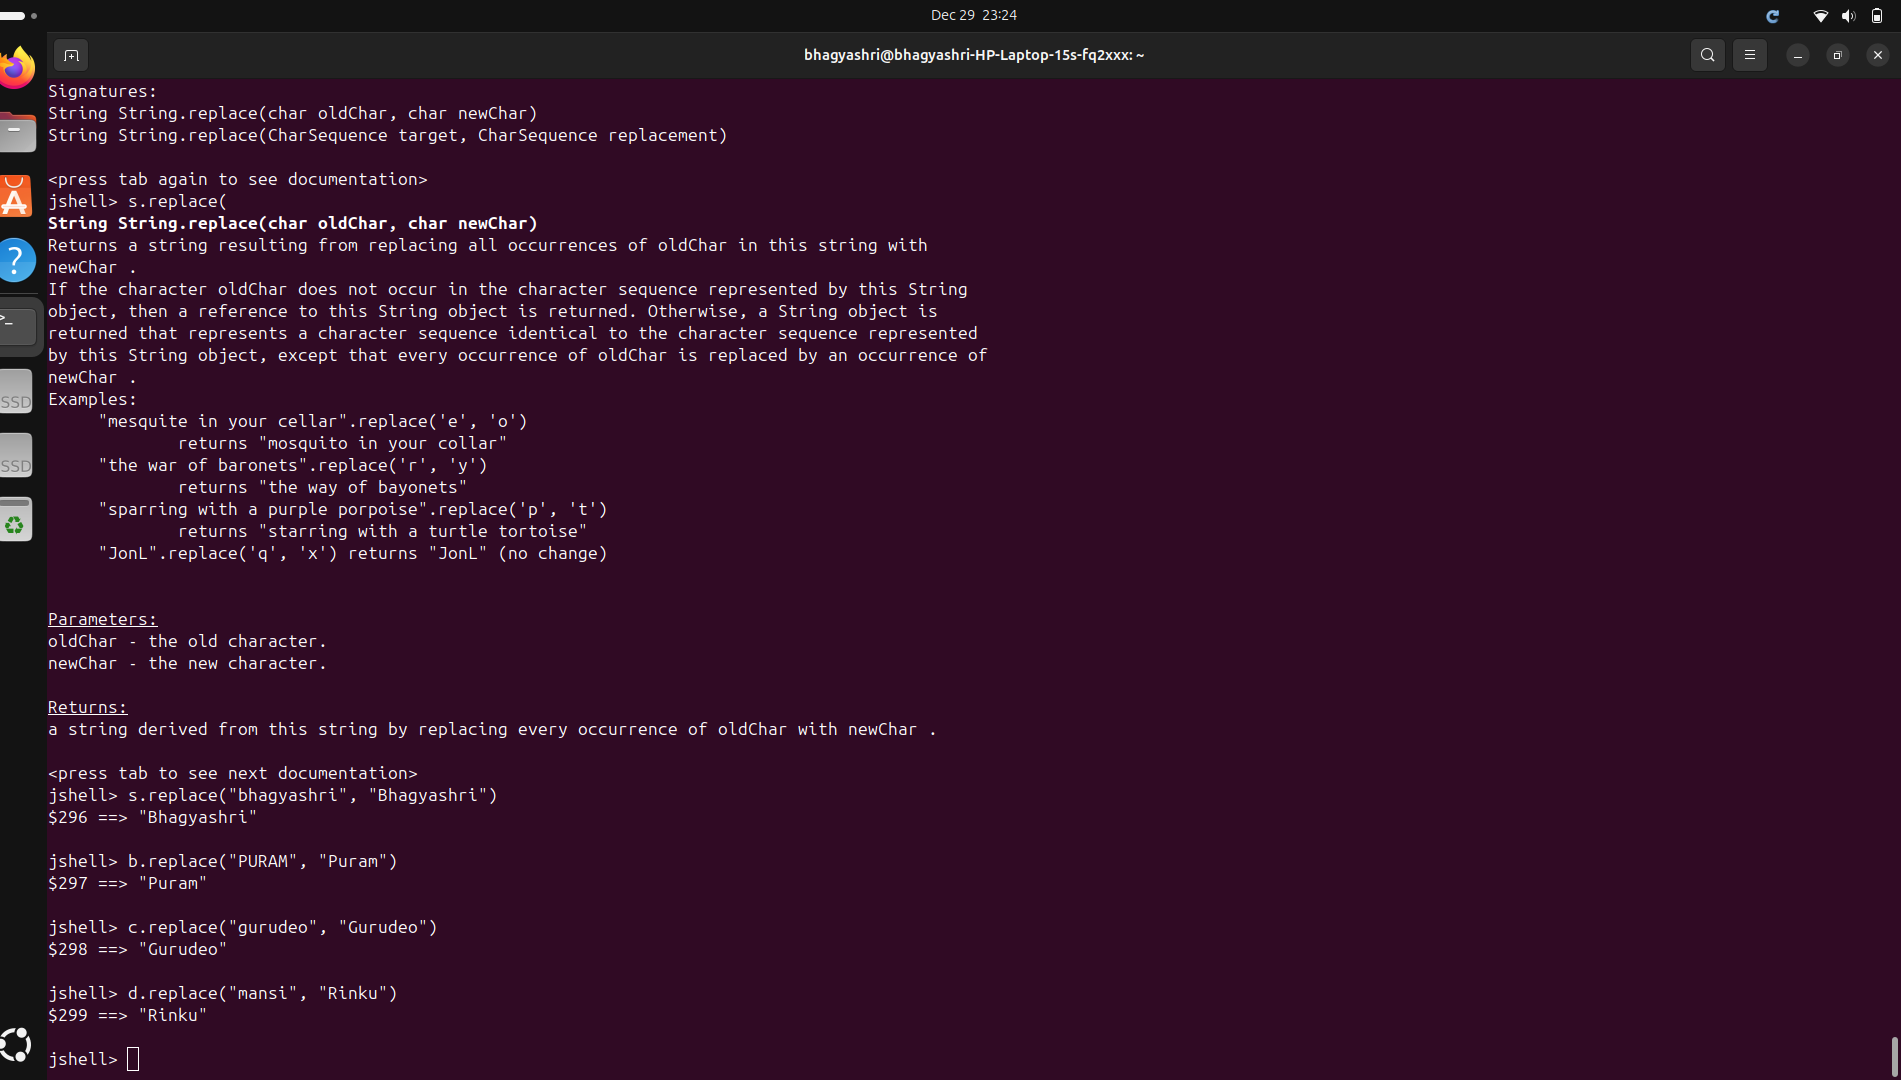 Dec 29 23:24
bhagyashri@bhagyashri-HP-Laptop-15s-fq2xxx: ~
Signatures:
String String.replace(char oldChar, char newChar)
String String.replace(CharSequence target, CharSequence replacement)
<press tab again to see documentation>
jshell> s.replace(
String String.replace(char oldChar, char newChar)
Returns a string resulting from replacing all occurrences of oldChar in this string with
newChar .
If the character oldChar does not occur in the character sequence represented by this String
object, then a reference to this String object is returned. Otherwise, a String object is
returned that represents a character sequence identical to the character sequence represented
by this String object, except that every occurrence of oldChar is replaced by an occurrence of
newChar .
Examples:
"mesquite in your cellar".replace('e', 'o')
returns "mosquito in your collar"
"the war of baronets".replace('r', 'y')
returns "the way of bayonets"
"sparring with a purple porpoise".replace('p', 't')
returns "starring with a turtle tortoise"
"JonL".replace('q', 'x') returns "JonL" (no change)
Parameters:
oldChar - the old character.
newChar - the new character.
Returns:
a string derived from this string by replacing every occurrence of oldChar with newChar .
<press tab to see next documentation>
jshell> s.replace("bhagyashri", "Bhagyashri")
$296 ==> "Bhagyashri"
jshell> b.replace("PURAM", "Puram")
$297 ==> "Puram"
jshell> c.replace("gurudeo", "Gurudeo")
$298 ==> "Gurudeo"
jshell> d.replace("mansi", "Rinku")
$299 ==> "Rinku"
jshell>
SSD
SSD